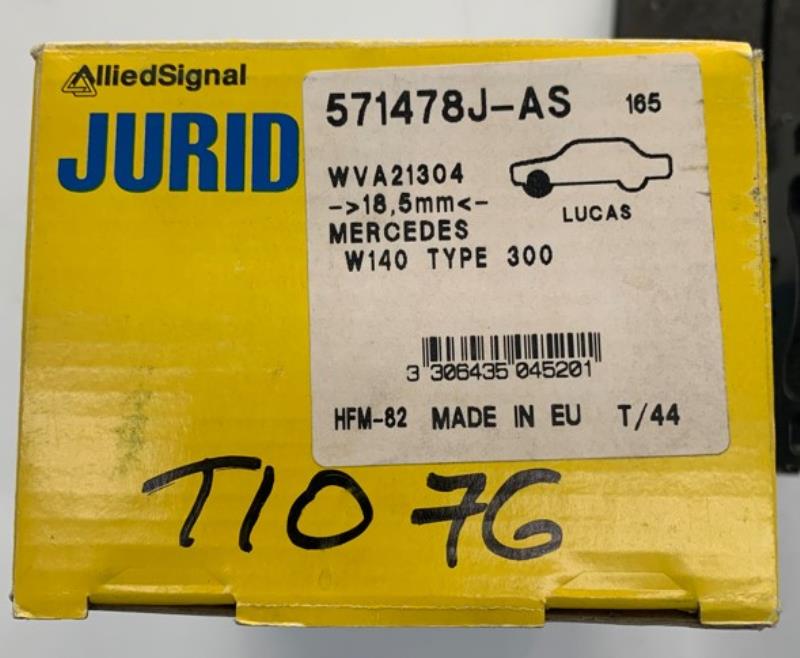 AlliedSignal
JURID
571478J-AS 165
WVA21304
->18,5mm<-
MERCEDES
W140 TYPE 300
LUCAS
3 306435 045201
HFM-82 MADE IN EU T/44
T10 76